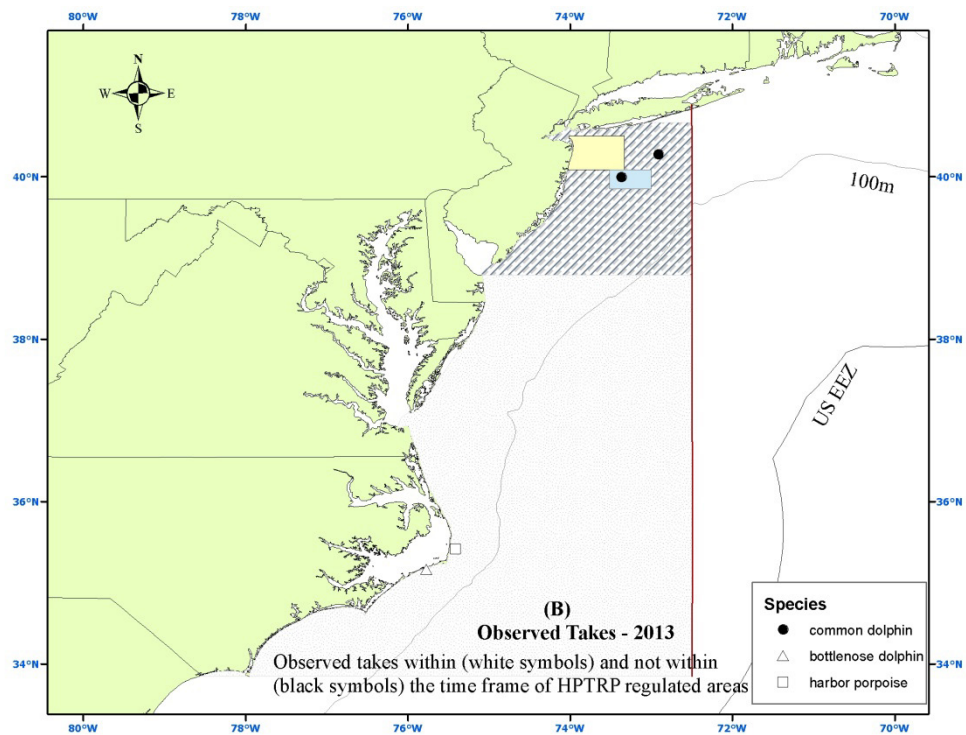 80°W 78°W 76°W 74°W 72°W 70°W
N
W E
S
40°N 40°N
100m
38°N 38°N
US EEZ
36°N 36°N
(B)
Observed Takes - 2013
Observed takes within (white symbols) and not within
(black symbols) the time frame of HPTRP regulated areas
Species
common dolphin
bottlenose dolphin
harbor porpoise
34°N 34°N
80°W 78°W 76°W 74°W 72°W 70°W